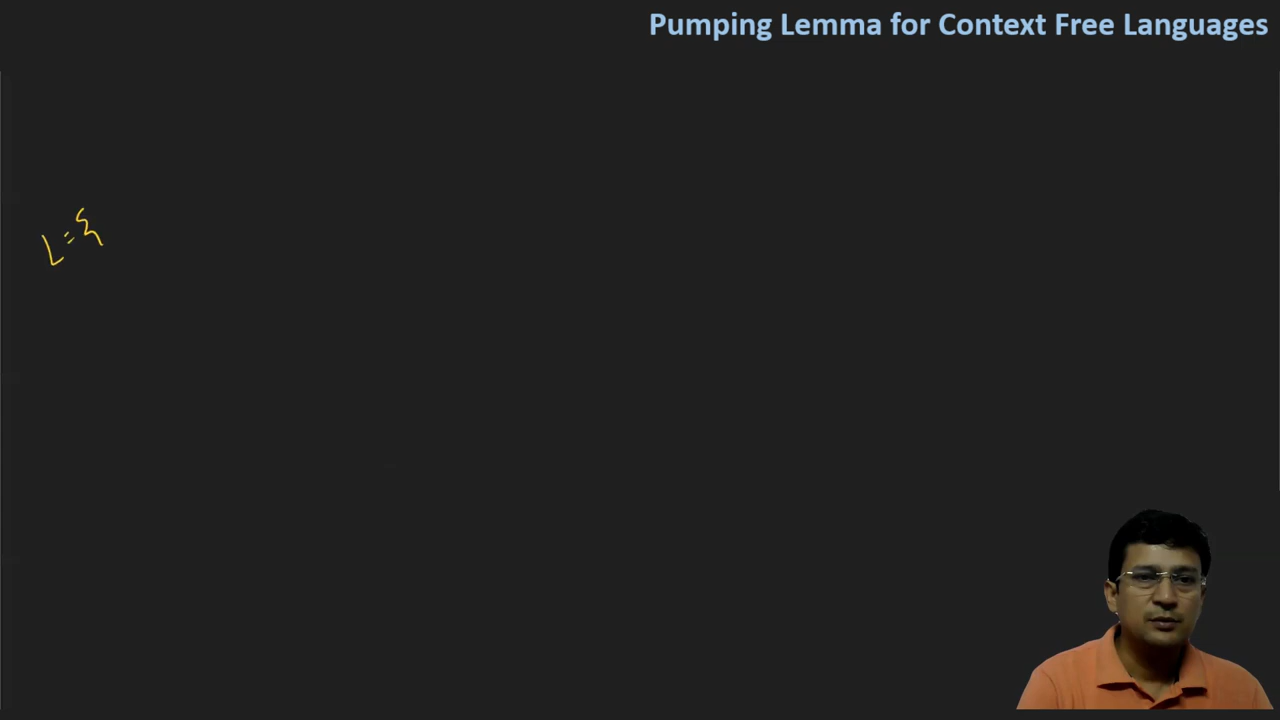 Pumping Lemma for Context Free Languages
L = {